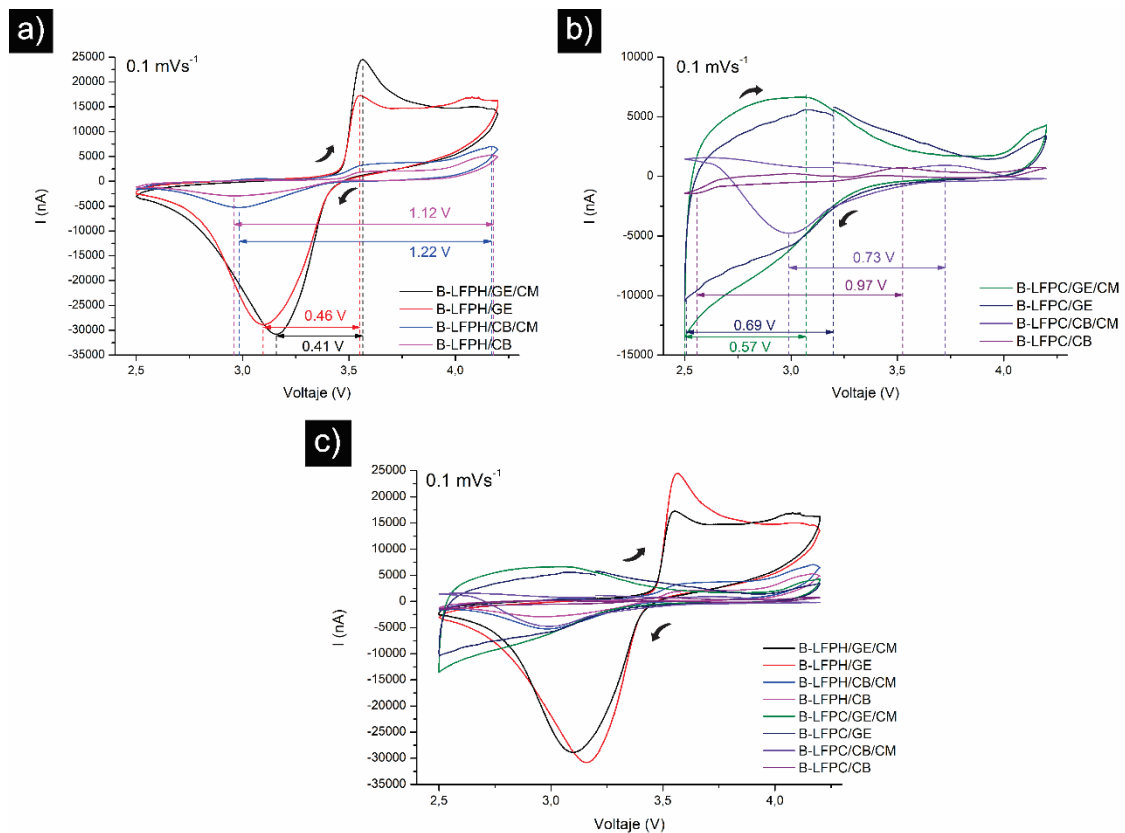 a)
0.1 mVs⁻¹
25000
20000
15000
10000
5000
0
-5000
-10000
-15000
-20000
-25000
-30000
-35000
I (nA)
1.12 V
1.22 V
0.46 V
0.41 V
B-LFPH/GE/CM
B-LFPH/GE
B-LFPH/CB/CM
B-LFPH/CB
2,5
3,0
3,5
4,0
Voltaje (V)
b)
0.1 mVs⁻¹
10000
5000
0
-5000
-10000
-15000
I (nA)
0.73 V
0.97 V
0.69 V
0.57 V
B-LFPC/GE/CM
B-LFPC/GE
B-LFPC/CB/CM
B-LFPC/CB
2,5
3,0
3,5
4,0
Voltaje (V)
c)
0.1 mVs⁻¹
25000
20000
15000
10000
5000
0
-5000
-10000
-15000
-20000
-25000
-30000
-35000
I (nA)
B-LFPH/GE/CM
B-LFPH/GE
B-LFPH/CB/CM
B-LFPH/CB
B-LFPC/GE/CM
B-LFPC/GE
B-LFPC/CB/CM
B-LFPC/CB
2,5
3,0
3,5
4,0
Voltaje (V)